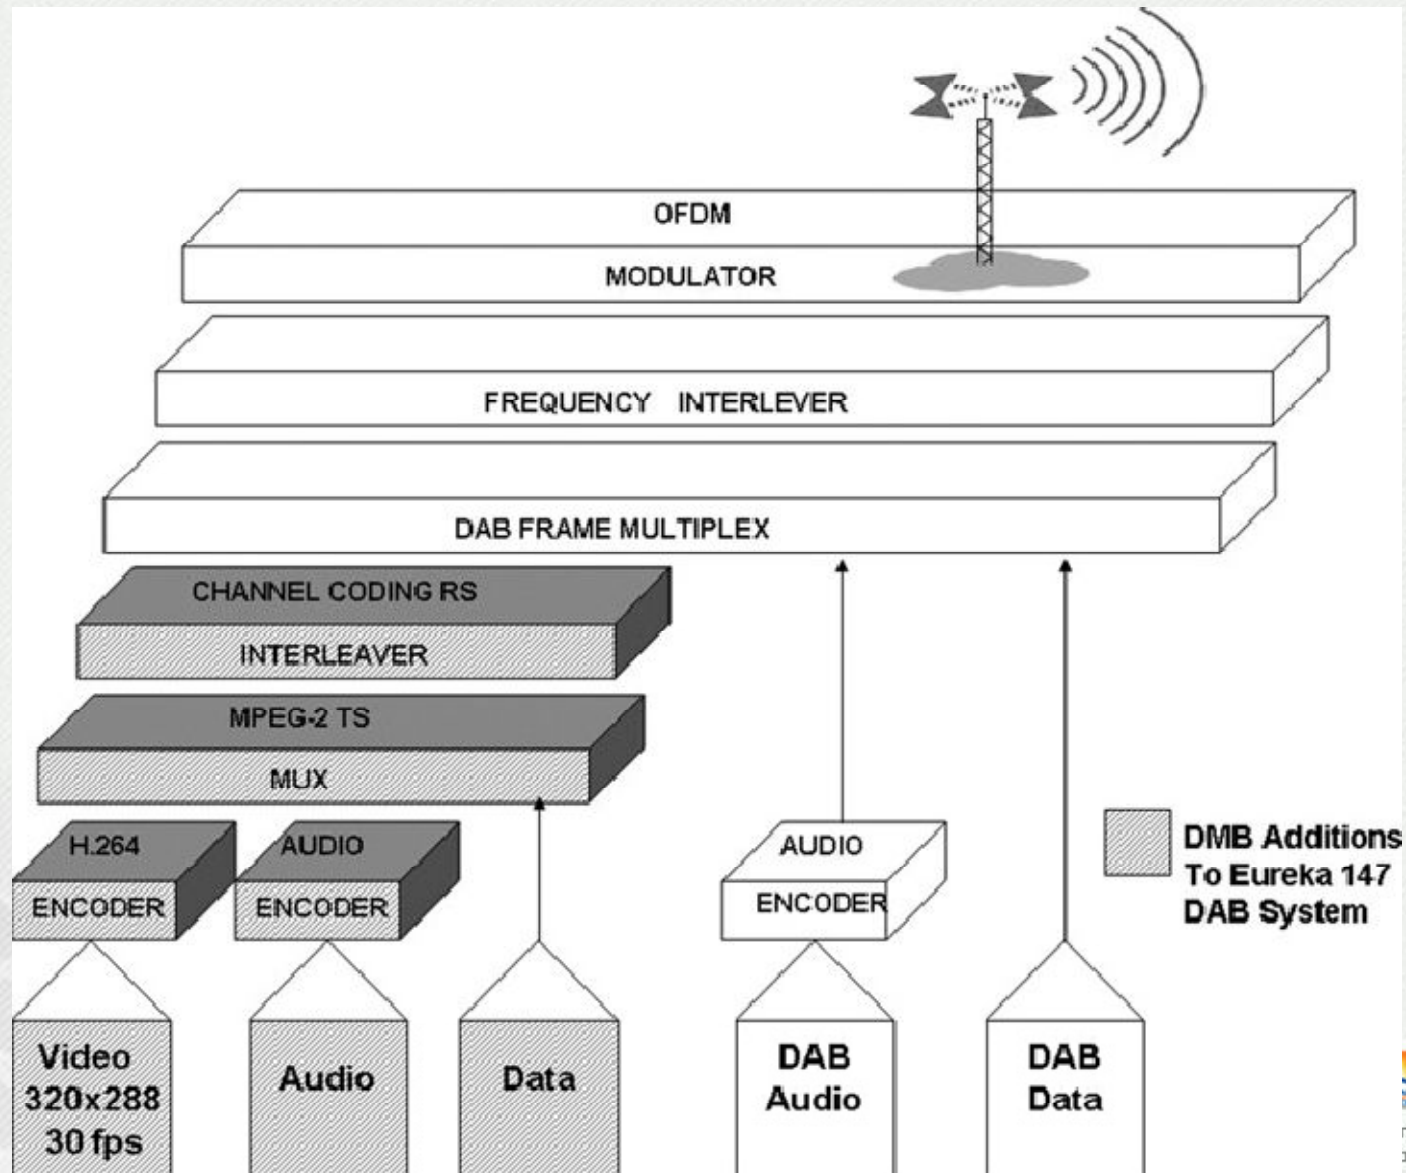 OFDM
MODULATOR
FREQUENCY INTERLEVER
DAB FRAME MULTIPLEX
CHANNEL CODING RS
INTERLEAVER
MPEG-2 TS
MUX
H.264
ENCODER
AUDIO
ENCODER
AUDIO
ENCODER
DMB Additions
To Eureka 147
DAB System
Video
320x288
30 fps
Audio
Data
DAB
Audio
DAB
Data